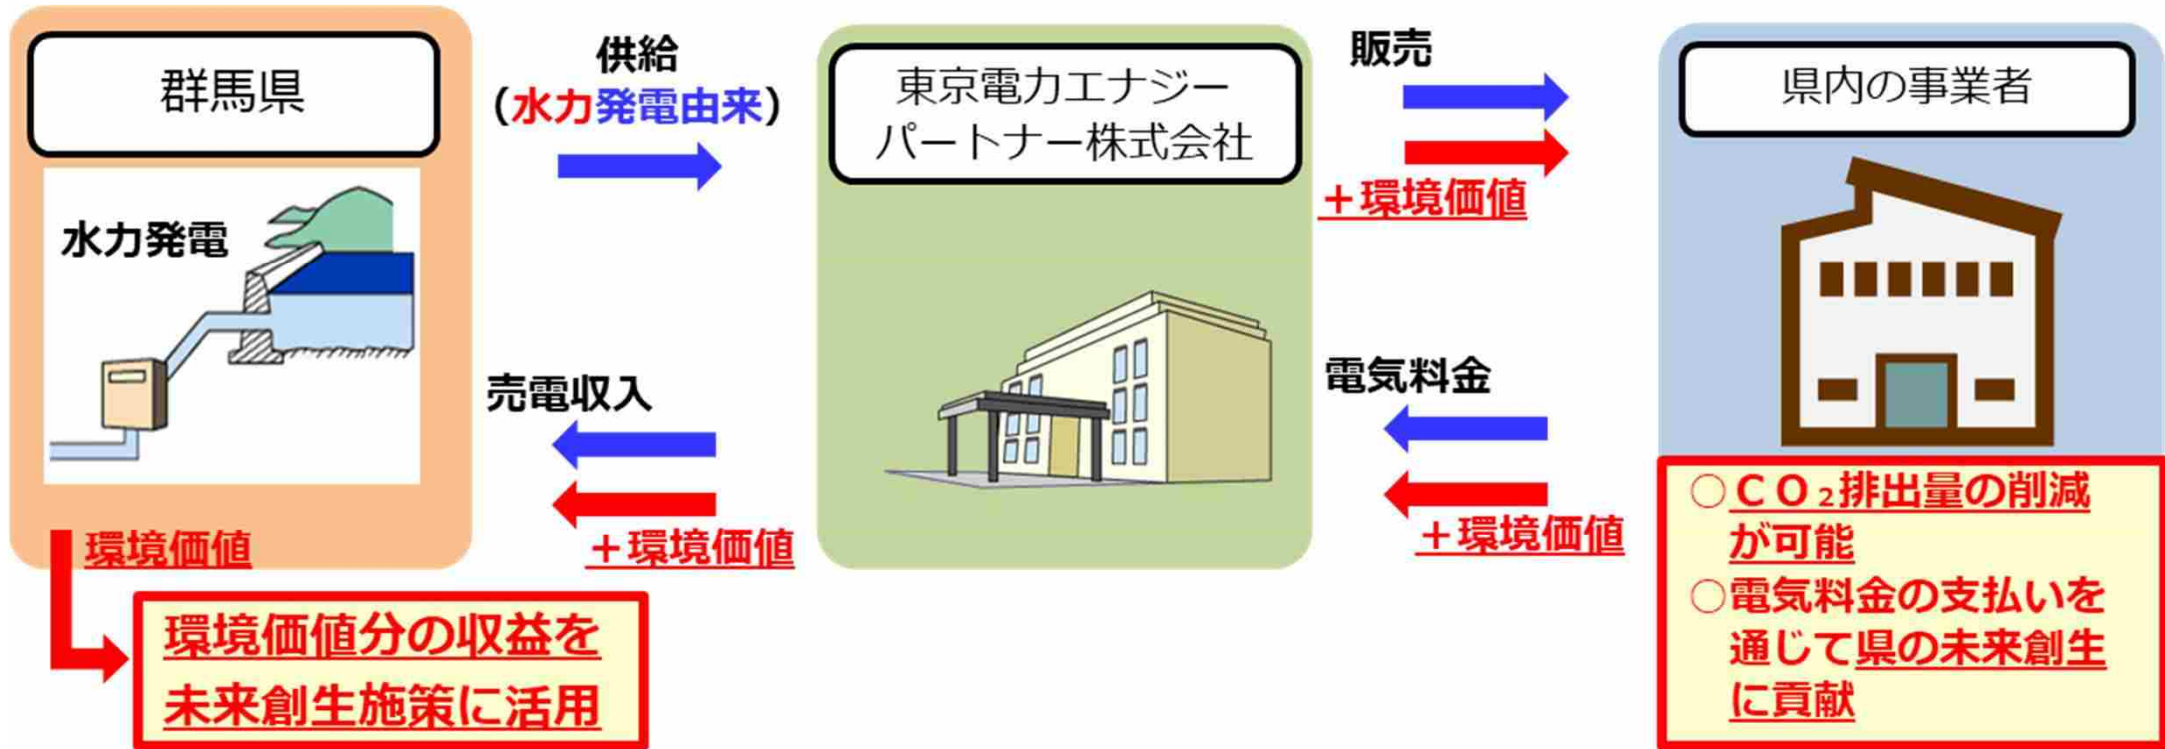 群馬県
水力発電
環境価値
環境価値分の収益を
未来創生施策に活用
供給
(水力発電由来)
売電収入
＋環境価値
東京電力エナジー
パートナー株式会社
販売
＋環境価値
電気料金
＋環境価値
県内の事業者
○ＣＯ₂排出量の削減
が可能
○電気料金の支払いを
通じて県の未来創生
に貢献